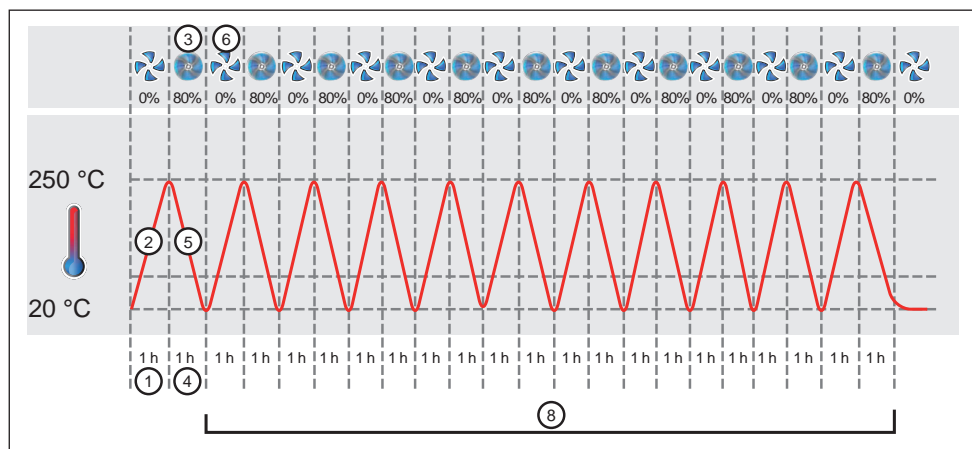 3 6
0% 80% 0% 80% 0% 80% 0% 80% 0% 80% 0% 80% 0% 80% 0% 80% 0% 80% 0% 80% 0% 80% 0%
250 °C
2 5
20 °C
1 h 1 h 1 h 1 h 1 h 1 h 1 h 1 h 1 h 1 h 1 h 1 h 1 h 1 h 1 h 1 h 1 h 1 h 1 h 1 h 1 h 1 h
1 4
8